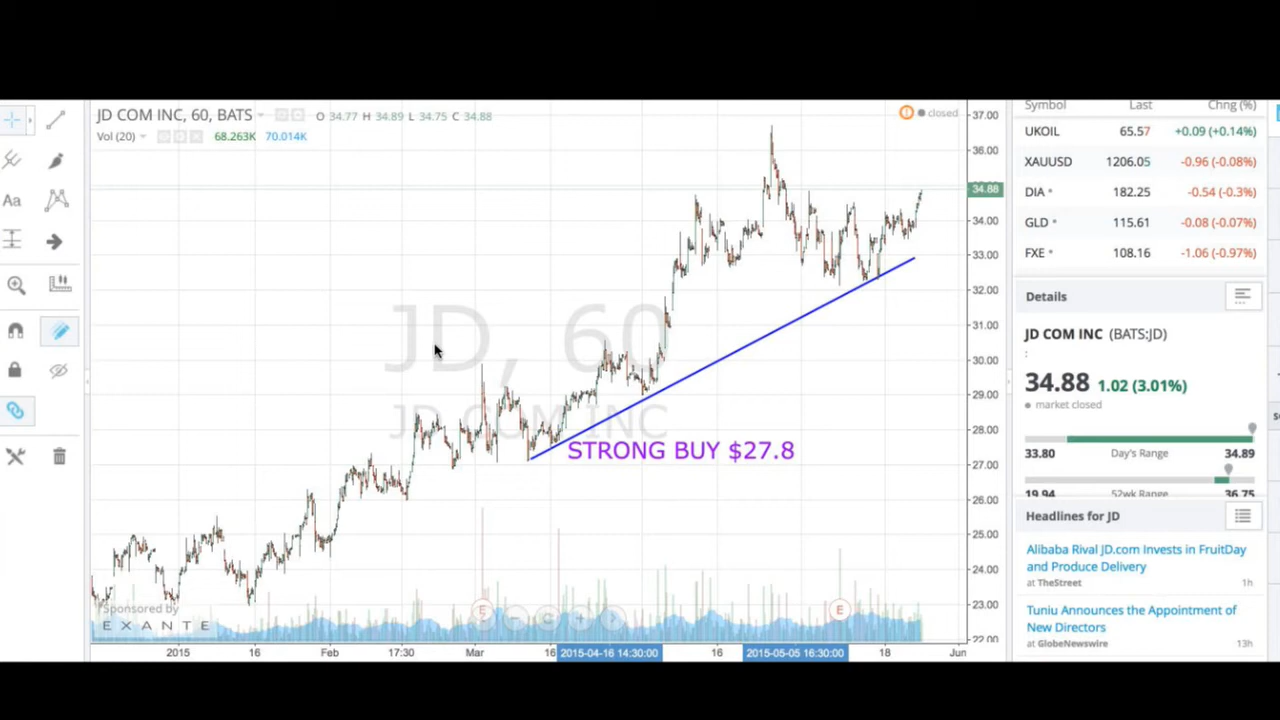 JD COM INC, 60, BATS O 34.77 H 34.89 L 34.75 C 34.88
Vol (20) 68.263K 70.014K
closed
Aa
JD, 60
JD COM INC
STRONG BUY $27.8
Sponsored by
EXANTE
E
E
37.00
36.00
34.88
34.00
33.00
32.00
31.00
30.00
29.00
28.00
27.00
26.00
25.00
24.00
23.00
22.00
2015 16 Feb 17:30 Mar 16 2015-04-16 14:30:00 16 2015-05-05 16:30:00 18 Jun
Symbol Last Chng (%)
UKOIL 65.57 +0.09 (+0.14%)
XAUUSD 1206.05 -0.96 (-0.08%)
DIA * 182.25 -0.54 (-0.3%)
GLD * 115.61 -0.08 (-0.07%)
FXE * 108.16 -1.06 (-0.97%)
Details
JD COM INC (BATS:JD)
:
34.88 1.02 (3.01%)
market closed
33.80 Day's Range 34.89
19.94 52wk Range 36.75
Headlines for JD
Alibaba Rival JD.com Invests in FruitDay
and Produce Delivery
at TheStreet 1h
Tuniu Announces the Appointment of
New Directors
at GlobeNewswire 13h